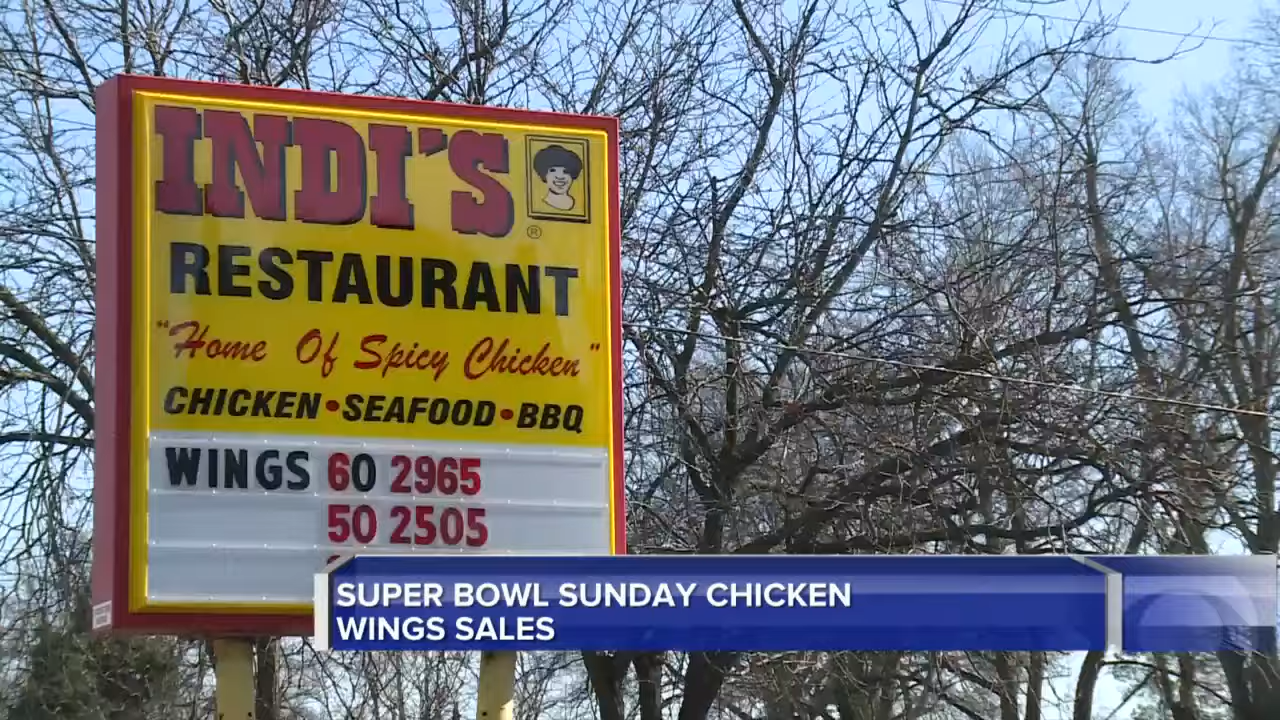 INDI'S
®
RESTAURANT
"Home Of Spicy Chicken"
CHICKEN•SEAFOOD•BBQ
WINGS 60 2965
50 2505
SUPER BOWL SUNDAY CHICKEN
WINGS SALES